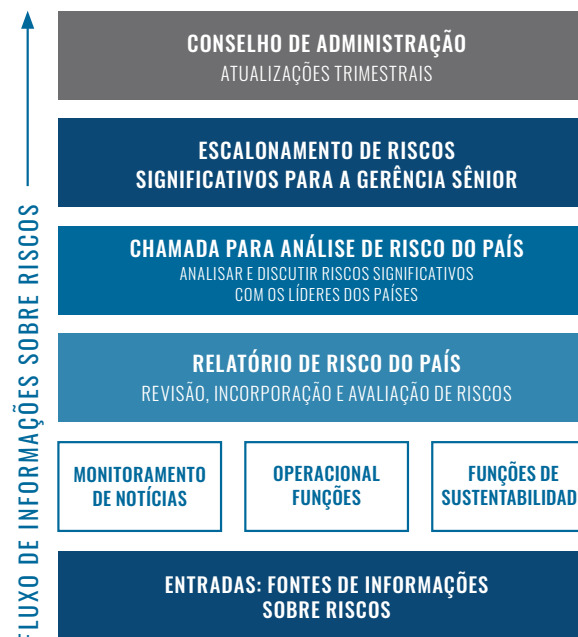 CONSELHO DE ADMINISTRAÇÃO
ATUALIZAÇÕES TRIMESTRAIS
ESCALONAMENTO DE RISCOS
SIGNIFICATIVOS PARA A GERÊNCIA SÊNIOR
CHAMADA PARA ANÁLISE DE RISCO DO PAÍS
ANALISAR E DISCUTIR RISCOS SIGNIFICATIVOS
COM OS LÍDERES DOS PAÍSES
RELATÓRIO DE RISCO DO PAÍS
REVISÃO, INCORPORAÇÃO E AVALIAÇÃO DE RISCOS
MONITORAMENTO
DE NOTÍCIAS
OPERACIONAL
FUNÇÕES
FUNÇÕES DE
SUSTENTABILIDAD
ENTRADAS: FONTES DE INFORMAÇÕES
SOBRE RISCOS
FLUXO DE INFORMAÇÕES SOBRE RISCOS